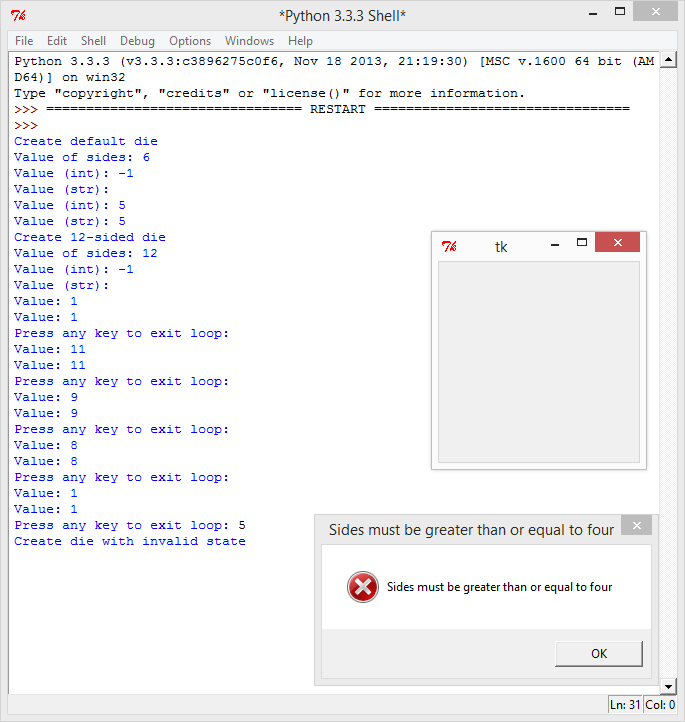 *Python 3.3.3 Shell*
File Edit Shell Debug Options Windows Help
Python 3.3.3 (v3.3.3:c3896275c0f6, Nov 18 2013, 21:19:30) [MSC v.1600 64 bit (AM
D64)] on win32
Type "copyright", "credits" or "license()" for more information.
>>> ================================ RESTART ================================
>>>
Create default die
Value of sides: 6
Value (int): -1
Value (str):
Value (int): 5
Value (str): 5
Create 12-sided die
Value of sides: 12
Value (int): -1
Value (str):
Value: 1
Value: 1
Press any key to exit loop:
Value: 11
Value: 11
Press any key to exit loop:
Value: 9
Value: 9
Press any key to exit loop:
Value: 8
Value: 8
Press any key to exit loop:
Value: 1
Value: 1
Press any key to exit loop: 5
Create die with invalid state
tk
Sides must be greater than or equal to four
Sides must be greater than or equal to four
OK
Ln: 31 Col: 0